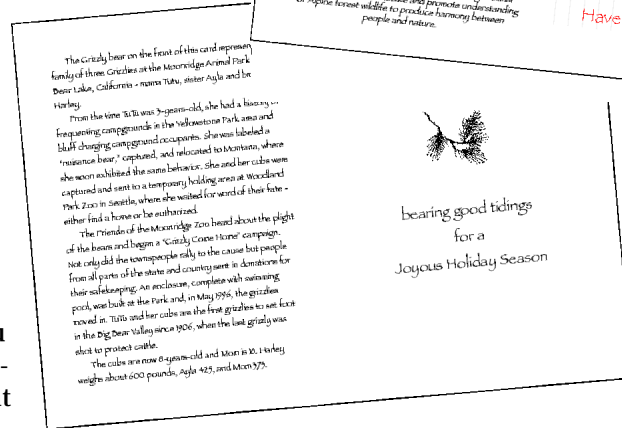 and promote understanding
of alpine forest wildlife to produce harmony between
people and nature.
Have
The Grizzly bear on the front of this card represen
family of three Grizzlies at the Moonridge Animal Park
Bear Lake, California - mama Tutu, sister Ayla and br
Harley.
From the time TuTu was 3-years-old, she had a history
frequenting campgrounds in the Yellowstone Park area and
bluff charging campground occupants. She was labeled a
"nuisance bear," captured, and relocated to Montana, where
she soon exhibited the same behavior. She and her cubs were
captured and sent to a temporary holding area at Woodland
Park Zoo in Seattle, where she waited for word of their fate -
either find a home or be euthanized.
The Friends of the Moonridge Zoo heard about the plight
of the bears and began a "Grizzly Come Home" campaign.
Not only did the townspeople rally to the cause but people
from all parts of the state and country sent in donations for
their safekeeping. An enclosure, complete with swimming
pool, was built at the Park and, in May 1996, the grizzlies
moved in. TuTu and her cubs are the first grizzlies to set foot
in the Big Bear Valley since 1906, when the last grizzly was
shot to protect cattle.
The cubs are now 8-years-old and Mom is 18. Harley
weighs about 600 pounds, Ayla 425, and Mom 375.
bearing good tidings
for a
Joyous Holiday Season